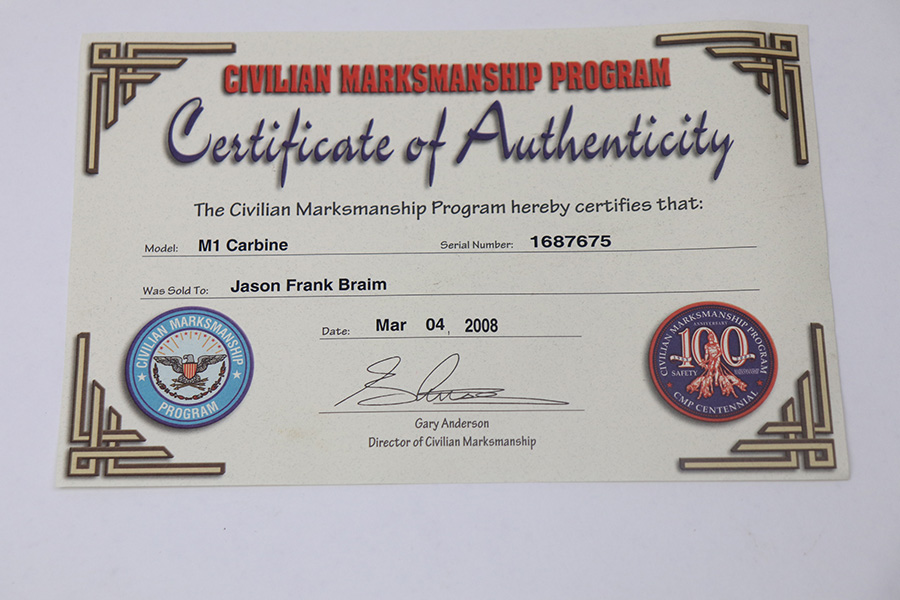 CIVILIAN MARKSMANSHIP PROGRAM
Certificate of Authenticity
The Civilian Marksmanship Program hereby certifies that:
Model: M1 Carbine Serial Number: 1687675
Was Sold To: Jason Frank Braim
Date: Mar 04, 2008
CIVILIAN MARKSMANSHIP
PROGRAM
CIVILIAN MARKSMANSHIP PROGRAM
ANNIVERSARY
100
SAFETY
CMP CENTENNIAL
Gary Anderson
Director of Civilian Marksmanship